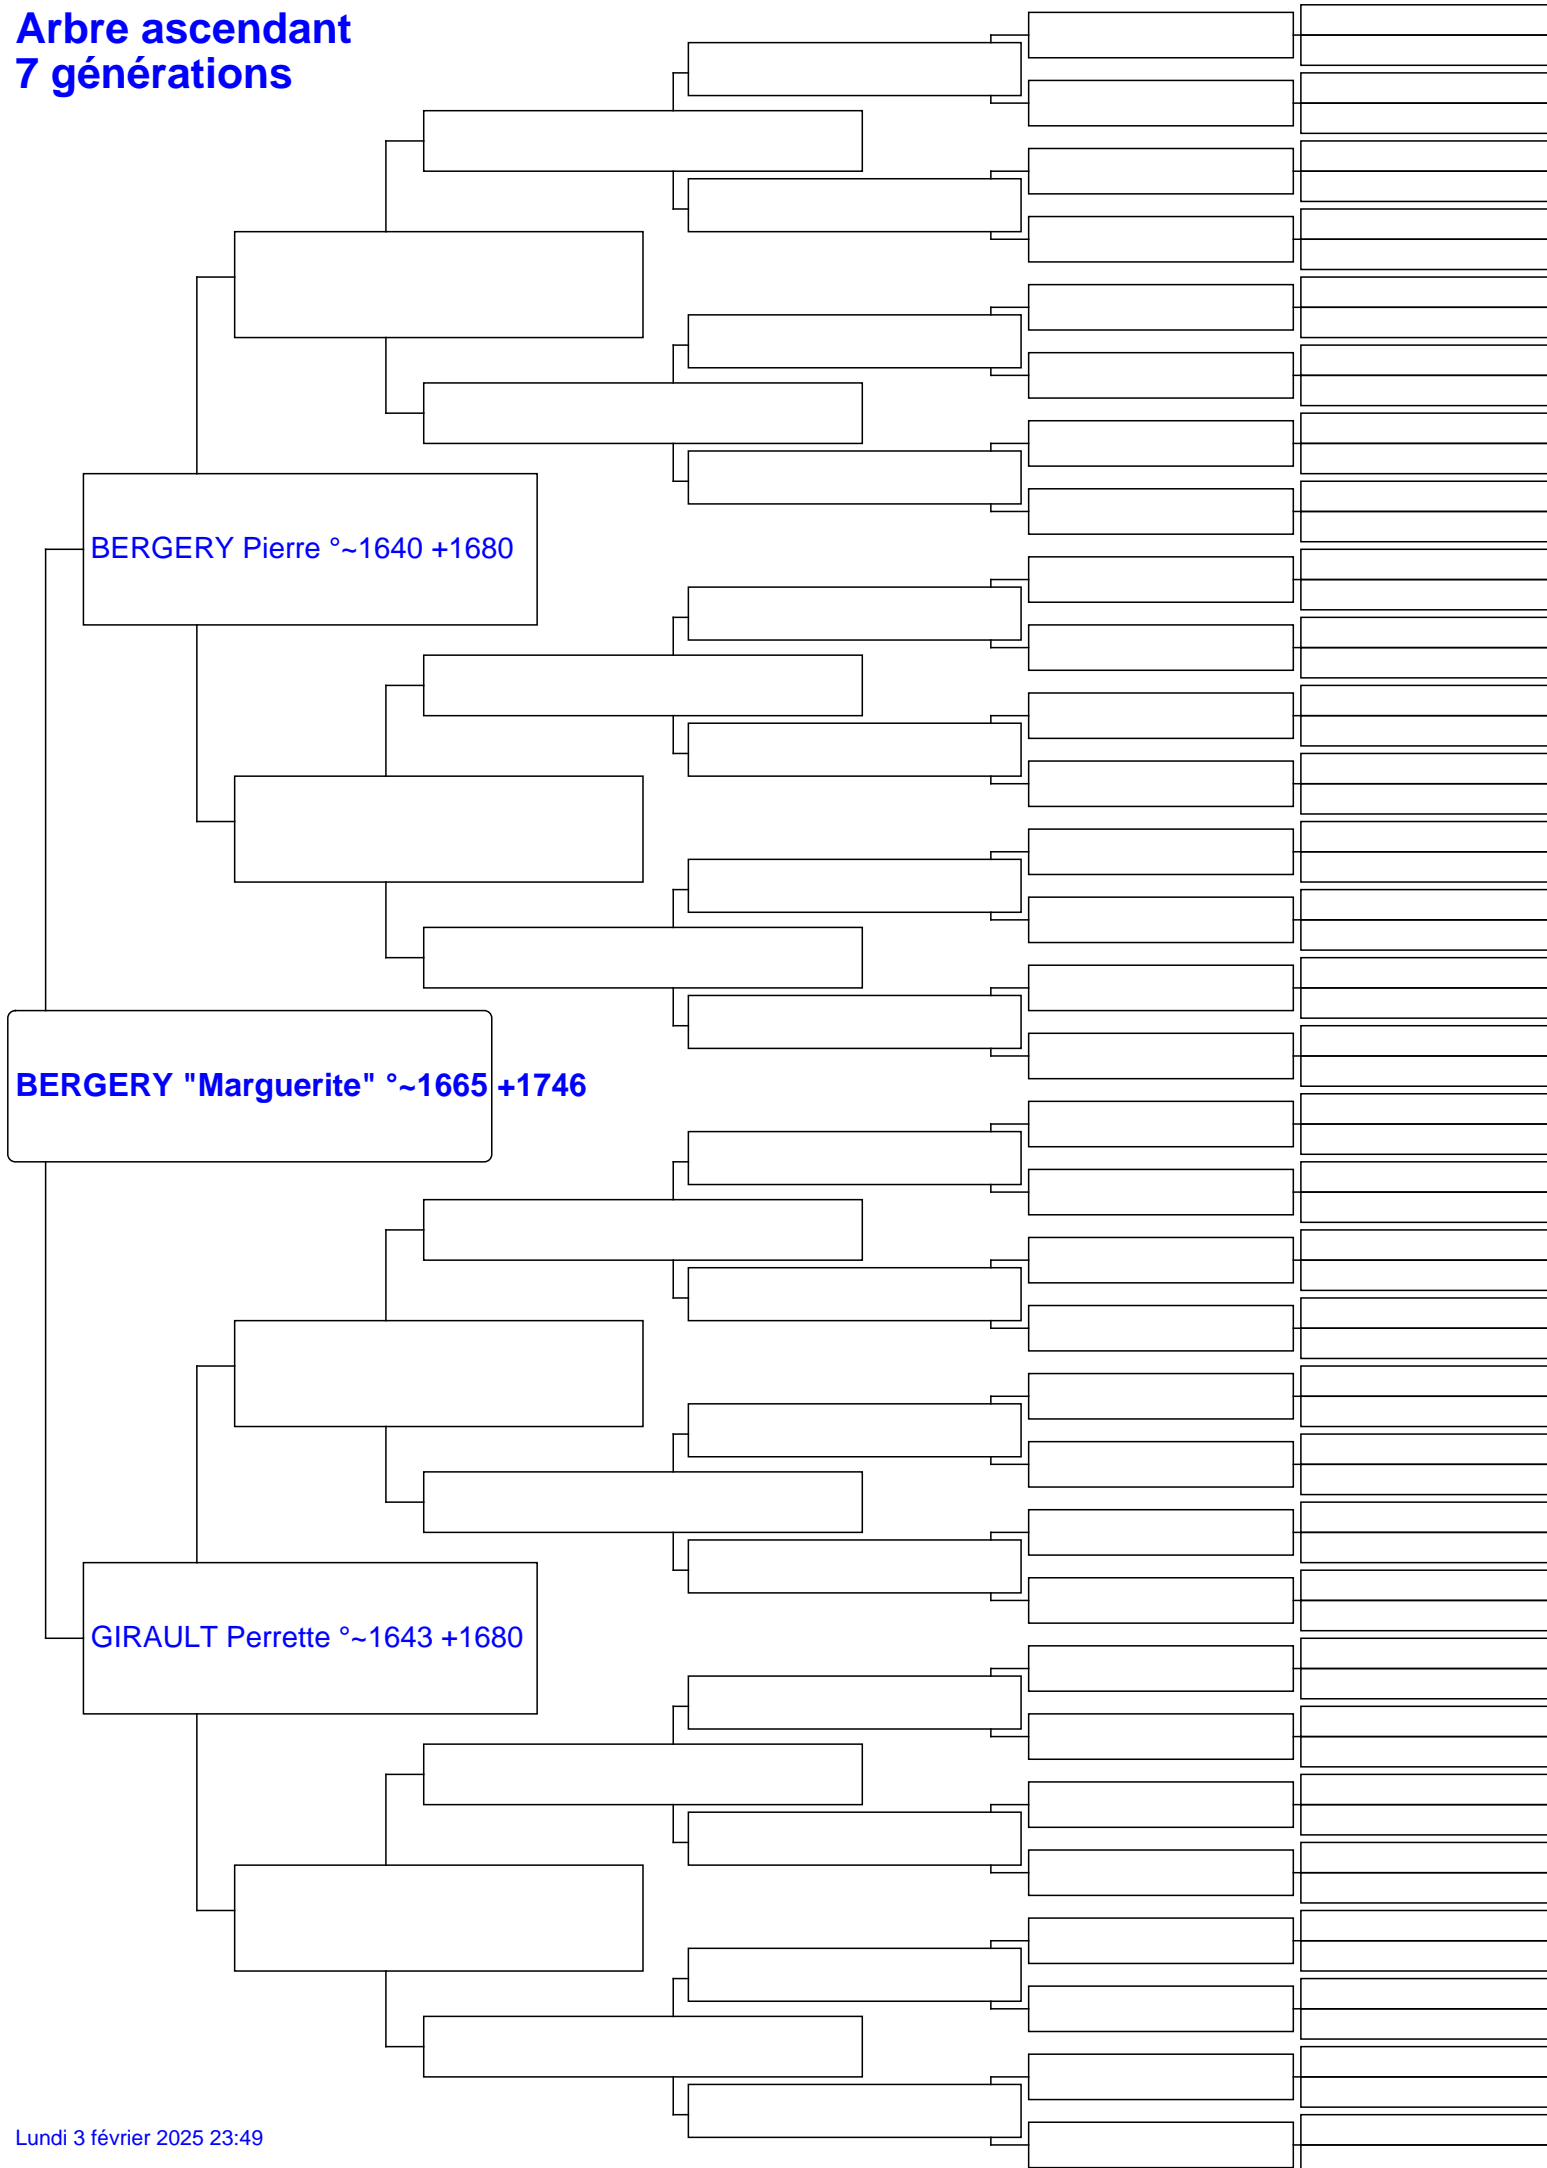 Arbre ascendant
7 générations
BERGERY Pierre °~1640 +1680
BERGERY "Marguerite" °~1665 +1746
GIRAULT Perrette °~1643 +1680
Lundi 3 février 2025 23:49